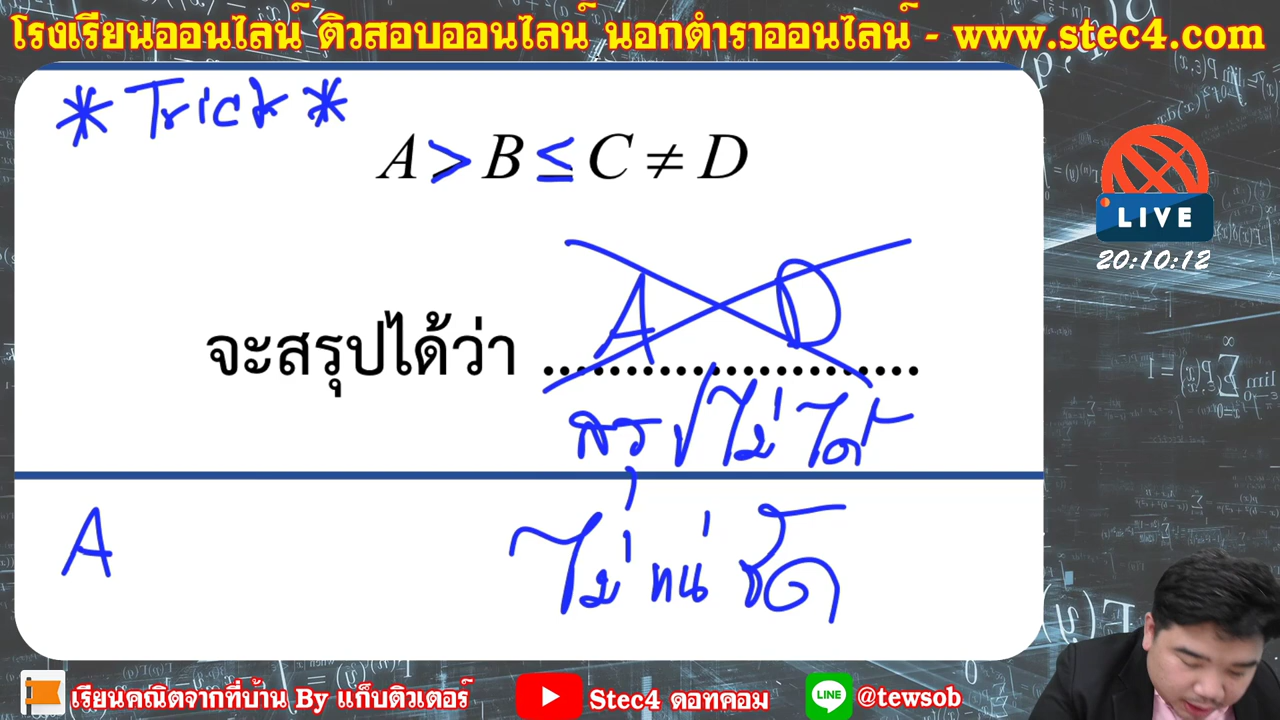 โรงเรียนออนไลน์ ติวสอบออนไลน์ นอกตำราออนไลน์ - www.stec4.com
* Trick *
A > B ≤ C ≠ D
LIVE
20:10:12
A D
จะสรุปได้ว่า ........................
สรุปไม่ได้
A
ไม่แน่ชัด
เรียนคณิตจากที่บ้าน By แก็บติวเตอร์ Stec4 ดอทคอม LINE @tewsob